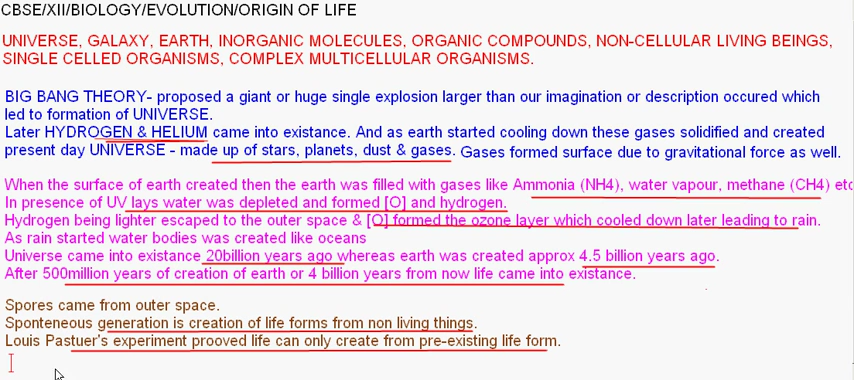 CBSE/XII/BIOLOGY/EVOLUTION/ORIGIN OF LIFE
UNIVERSE, GALAXY, EARTH, INORGANIC MOLECULES, ORGANIC COMPOUNDS, NON-CELLULAR LIVING BEINGS,
SINGLE CELLED ORGANISMS, COMPLEX MULTICELLULAR ORGANISMS.
BIG BANG THEORY- proposed a giant or huge single explosion larger than our imagination or description occured which
led to formation of UNIVERSE.
Later HYDROGEN & HELIUM came into existance. And as earth started cooling down these gases solidified and created
present day UNIVERSE - made up of stars, planets, dust & gases. Gases formed surface due to gravitational force as well.
When the surface of earth created then the earth was filled with gases like Ammonia (NH4), water vapour, methane (CH4) etc
In presence of UV lays water was depleted and formed [O] and hydrogen.
Hydrogen being lighter escaped to the outer space & [O] formed the ozone layer which cooled down later leading to rain.
As rain started water bodies was created like oceans
Universe came into existance 20billion years ago whereas earth was created approx 4.5 billion years ago.
After 500million years of creation of earth or 4 billion years from now life came into existance.
Spores came from outer space.
Sponteneous generation is creation of life forms from non living things.
Louis Pastuer's experiment prooved life can only create from pre-existing life form.